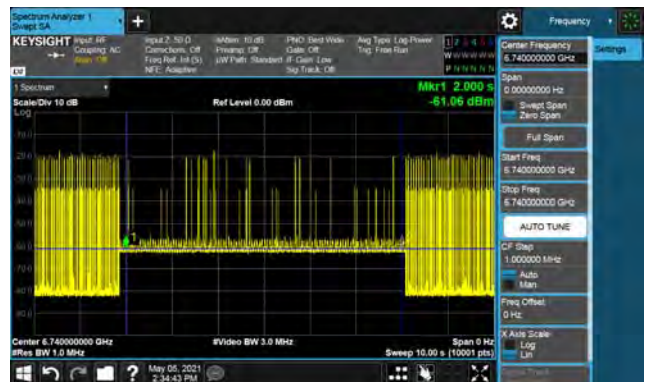 Spectrum Analyzer 1
Swept SA
+
Frequency
KEYSIGHT
Input: RF
Coupling: AC
Align: Off
Input Z: 50 Ω
Corrections: Off
Freq Ref: Int (S)
NFE: Adaptive
#Atten: 10 dB
Preamp: Off
µW Path: Standard
PNO: Best Wide
Gate: Off
IF Gain: Low
Sig Track: Off
Avg Type: Log-Power
Trig: Free Run
LXI
1 Spectrum
Scale/Div 10 dB
Log
Ref Level 0.00 dBm
Mkr1 2.000 s
-61.06 dBm
1
Center 6.740000000 GHz
#Res BW 1.0 MHz
#Video BW 3.0 MHz
Span 0 Hz
Sweep 10.00 s (10001 pts)
Center Frequency
6.740000000 GHz
Settings
Span
0.00000000 Hz
Swept Span
Zero Span
Full Span
Start Freq
6.740000000 GHz
Stop Freq
6.740000000 GHz
AUTO TUNE
CF Step
1.000000 MHz
Auto
Man
Freq Offset
0 Hz
X Axis Scale
Log
Lin
?
May 05, 2021
2:34:43 PM